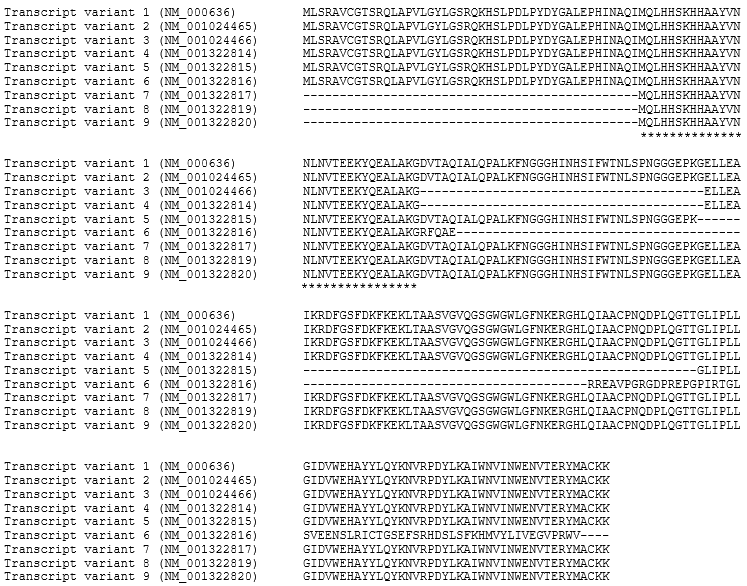 Transcript variant 1 (NM_000636) MLSRAVCGTSRQLAPVLGYLGSRQKHSLPDLPYDYGALEPHINAQIMQLHHSKHHAAYVN
Transcript variant 2 (NM_001024465) MLSRAVCGTSRQLAPVLGYLGSRQKHSLPDLPYDYGALEPHINAQIMQLHHSKHHAAYVN
Transcript variant 3 (NM_001024466) MLSRAVCGTSRQLAPVLGYLGSRQKHSLPDLPYDYGALEPHINAQIMQLHHSKHHAAYVN
Transcript variant 4 (NM_001322814) MLSRAVCGTSRQLAPVLGYLGSRQKHSLPDLPYDYGALEPHINAQIMQLHHSKHHAAYVN
Transcript variant 5 (NM_001322815) MLSRAVCGTSRQLAPVLGYLGSRQKHSLPDLPYDYGALEPHINAQIMQLHHSKHHAAYVN
Transcript variant 6 (NM_001322816) MLSRAVCGTSRQLAPVLGYLGSRQKHSLPDLPYDYGALEPHINAQIMQLHHSKHHAAYVN
Transcript variant 7 (NM_001322817) ----------------------------------------------MQLHHSKHHAAYVN
Transcript variant 8 (NM_001322819) ----------------------------------------------MQLHHSKHHAAYVN
Transcript variant 9 (NM_001322820) ----------------------------------------------MQLHHSKHHAAYVN
**************
Transcript variant 1 (NM_000636) NLNVTEEKYQEALAKGDVTAQIALQPALKFNGGGHINHSIFWTNLSPNGGGEPKGELLEA
Transcript variant 2 (NM_001024465) NLNVTEEKYQEALAKGDVTAQIALQPALKFNGGGHINHSIFWTNLSPNGGGEPKGELLEA
Transcript variant 3 (NM_001024466) NLNVTEEKYQEALAKG---------------------------------------ELLEA
Transcript variant 4 (NM_001322814) NLNVTEEKYQEALAKG---------------------------------------ELLEA
Transcript variant 5 (NM_001322815) NLNVTEEKYQEALAKGDVTAQIALQPALKFNGGGHINHSIFWTNLSPNGGGEPK------
Transcript variant 6 (NM_001322816) NLNVTEEKYQEALAKGRFQAE---------------------------------------
Transcript variant 7 (NM_001322817) NLNVTEEKYQEALAKGDVTAQIALQPALKFNGGGHINHSIFWTNLSPNGGGEPKGELLEA
Transcript variant 8 (NM_001322819) NLNVTEEKYQEALAKGDVTAQIALQPALKFNGGGHINHSIFWTNLSPNGGGEPKGELLEA
Transcript variant 9 (NM_001322820) NLNVTEEKYQEALAKGDVTAQIALQPALKFNGGGHINHSIFWTNLSPNGGGEPKGELLEA
****************
Transcript variant 1 (NM_000636) IKRDFGSFDKFKEKLTAASVGVQGSGWGWLGFNKERGHLQIAACPNQDPLQGTTGLIPLL
Transcript variant 2 (NM_001024465) IKRDFGSFDKFKEKLTAASVGVQGSGWGWLGFNKERGHLQIAACPNQDPLQGTTGLIPLL
Transcript variant 3 (NM_001024466) IKRDFGSFDKFKEKLTAASVGVQGSGWGWLGFNKERGHLQIAACPNQDPLQGTTGLIPLL
Transcript variant 4 (NM_001322814) IKRDFGSFDKFKEKLTAASVGVQGSGWGWLGFNKERGHLQIAACPNQDPLQGTTGLIPLL
Transcript variant 5 (NM_001322815) ------------------------------------------------------GLIPLL
Transcript variant 6 (NM_001322816) ---------------------------------------RREAVPGRGDPREPGPIRTGL
Transcript variant 7 (NM_001322817) IKRDFGSFDKFKEKLTAASVGVQGSGWGWLGFNKERGHLQIAACPNQDPLQGTTGLIPLL
Transcript variant 8 (NM_001322819) IKRDFGSFDKFKEKLTAASVGVQGSGWGWLGFNKERGHLQIAACPNQDPLQGTTGLIPLL
Transcript variant 9 (NM_001322820) IKRDFGSFDKFKEKLTAASVGVQGSGWGWLGFNKERGHLQIAACPNQDPLQGTTGLIPLL
Transcript variant 1 (NM_000636) GIDVWEHAYYLQYKNVRPDYLKAIWNVINWENVTERYMACKK
Transcript variant 2 (NM_001024465) GIDVWEHAYYLQYKNVRPDYLKAIWNVINWENVTERYMACKK
Transcript variant 3 (NM_001024466) GIDVWEHAYYLQYKNVRPDYLKAIWNVINWENVTERYMACKK
Transcript variant 4 (NM_001322814) GIDVWEHAYYLQYKNVRPDYLKAIWNVINWENVTERYMACKK
Transcript variant 5 (NM_001322815) GIDVWEHAYYLQYKNVRPDYLKAIWNVINWENVTERYMACKK
Transcript variant 6 (NM_001322816) SVEENSLRICTGSEFSRHDSLSFKHMVYLIVEGVPRWV----
Transcript variant 7 (NM_001322817) GIDVWEHAYYLQYKNVRPDYLKAIWNVINWENVTERYMACKK
Transcript variant 8 (NM_001322819) GIDVWEHAYYLQYKNVRPDYLKAIWNVINWENVTERYMACKK
Transcript variant 9 (NM_001322820) GIDVWEHAYYLQYKNVRPDYLKAIWNVINWENVTERYMACKK